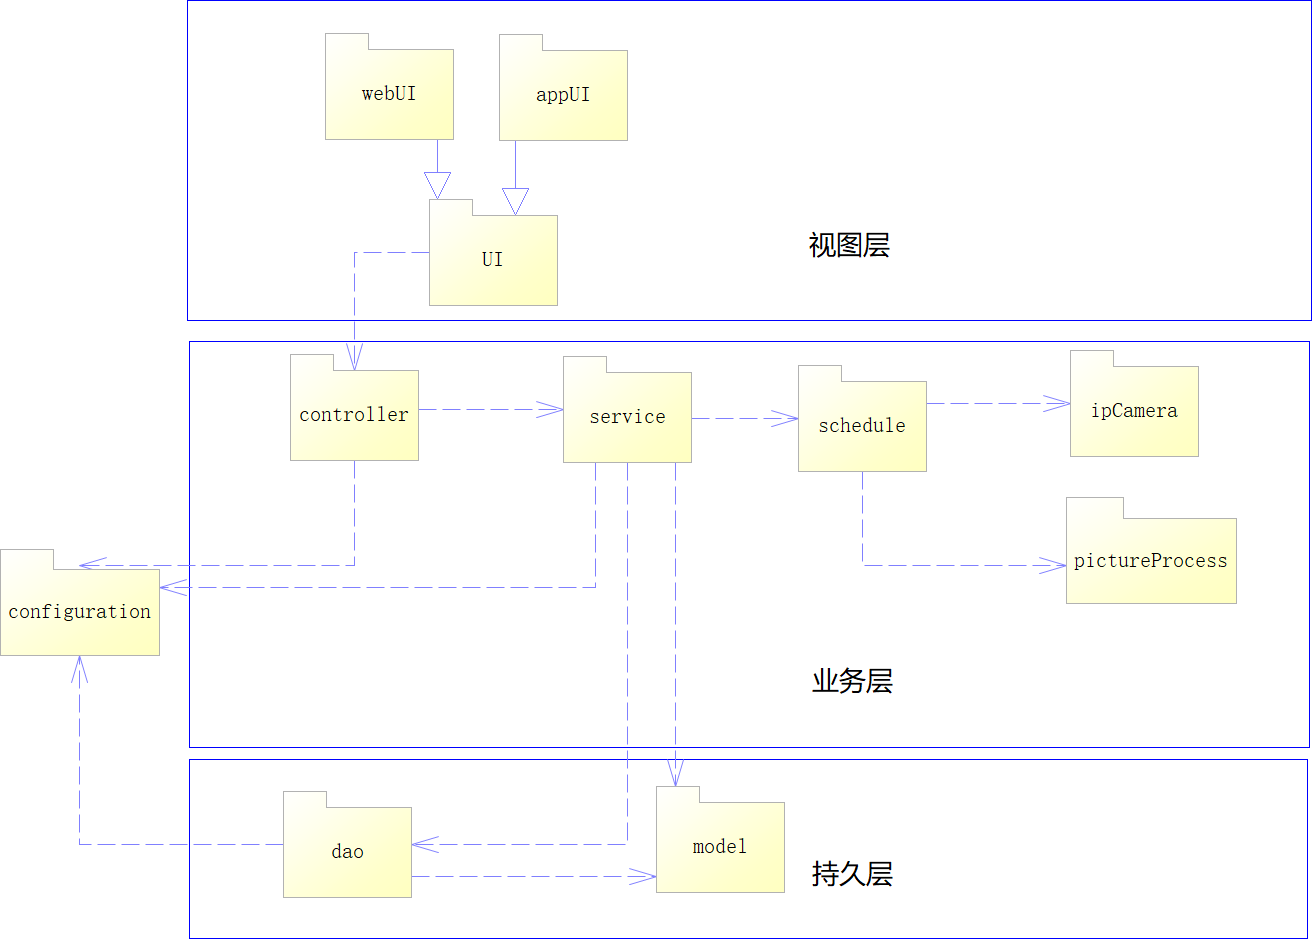 webUI
appUI
UI
视图层
controller
service
schedule
ipCamera
pictureProcess
configuration
业务层
dao
model
持久层